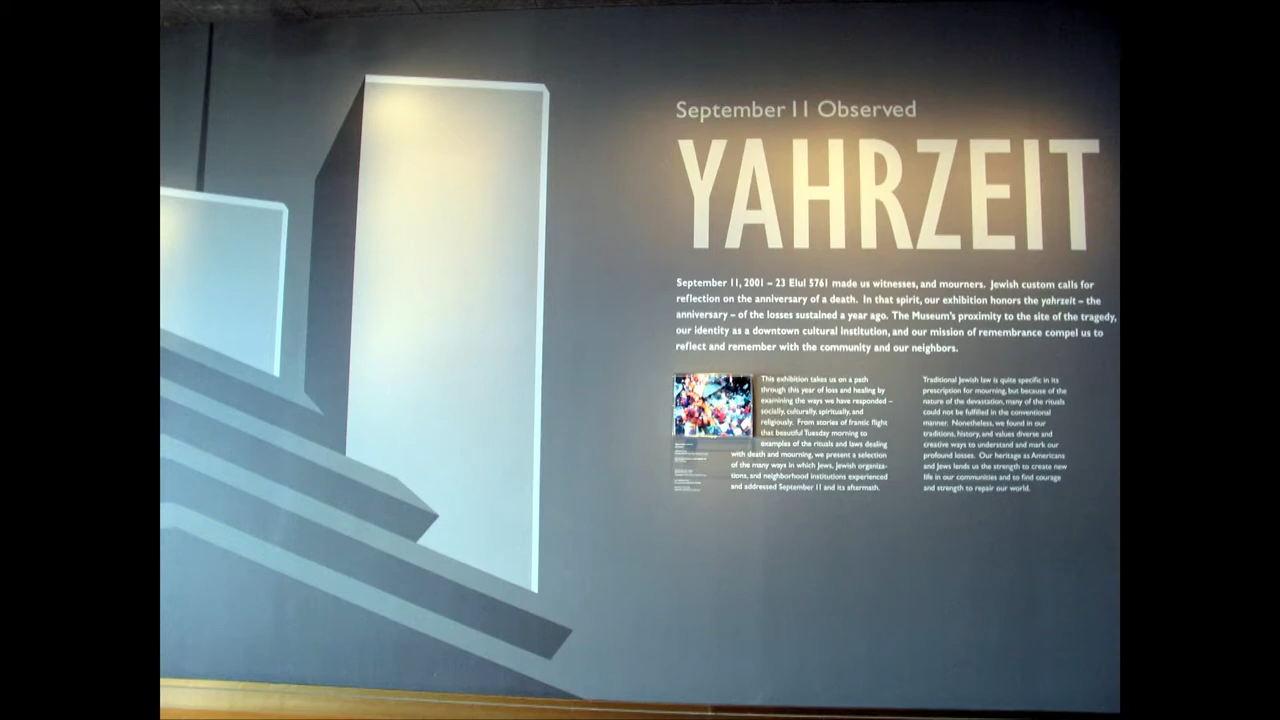 September 11 Observed
YAHRZEIT
September 11, 2001 – 23 Elul 5761 made us witnesses, and mourners. Jewish custom calls for
reflection on the anniversary of a death. In that spirit, our exhibition honors the yahrzeit – the
anniversary – of the losses sustained a year ago. The Museum's proximity to the site of the tragedy,
our identity as a downtown cultural institution, and our mission of remembrance compel us to
reflect and remember with the community and our neighbors.
This exhibition takes us on a path
through this year of loss and healing by
examining the ways we have responded –
socially, culturally, spiritually, and
religiously. From stories of frantic flight
that beautiful Tuesday morning to
examples of the rituals and laws dealing
with death and mourning, we present a selection
of the many ways in which Jews, Jewish organiza-
tions, and neighborhood institutions experienced
and addressed September 11 and its aftermath.
Traditional Jewish law is quite specific in its
prescription for mourning, but because of the
nature of the devastation, many of the rituals
could not be fulfilled in the conventional
manner. Nonetheless, we found in our
traditions, history, and values diverse and
creative ways to understand and mark our
profound losses. Our heritage as Americans
and Jews lends us the strength to create new
life in our communities and to find courage
and strength to repair our world.